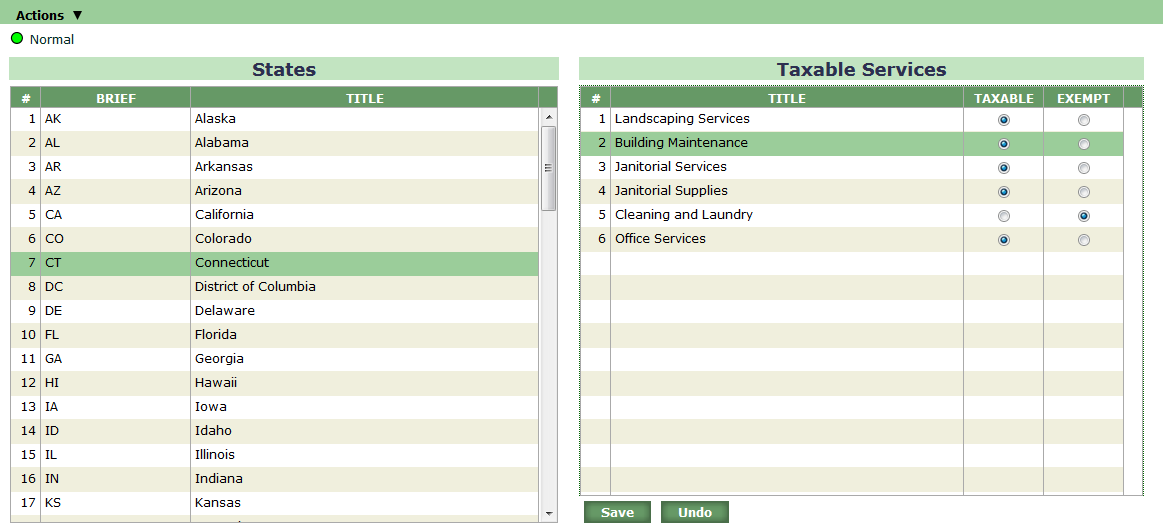 Actions ▼
Normal
States
# BRIEF TITLE
1 AK Alaska
2 AL Alabama
3 AR Arkansas
4 AZ Arizona
5 CA California
6 CO Colorado
7 CT Connecticut
8 DC District of Columbia
9 DE Delaware
10 FL Florida
11 GA Georgia
12 HI Hawaii
13 IA Iowa
14 ID Idaho
15 IL Illinois
16 IN Indiana
17 KS Kansas
Taxable Services
# TITLE TAXABLE EXEMPT
1 Landscaping Services
2 Building Maintenance
3 Janitorial Services
4 Janitorial Supplies
5 Cleaning and Laundry
6 Office Services
Save Undo